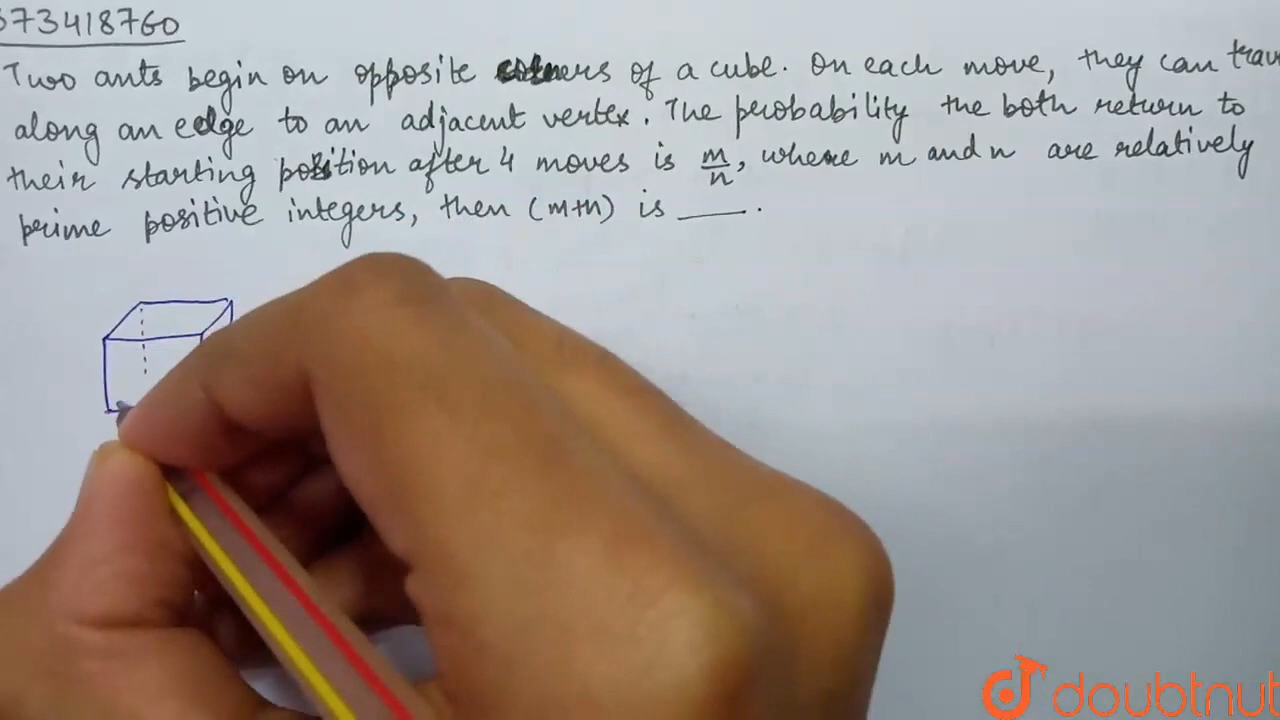 373418760
Two ants begin on opposite corners of a cube. On each move, they can trav
along an edge to an adjacent vertex. The probability the both return to
their starting position after 4 moves is m/n, where m and n are relatively
prime positive integers, then (m+n) is ___.
doubtnut